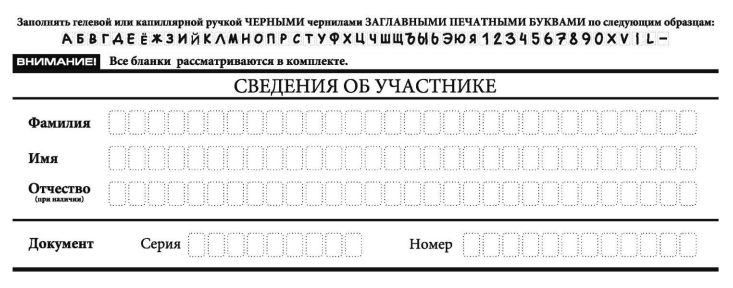 Заполнять гелевой или капиллярной ручкой ЧЕРНЫМИ чернилами ЗАГЛАВНЫМИ ПЕЧАТНЫМИ БУКВАМИ по следующим образцам:
АБВГДЕЁЖЗИЙКЛМНОПРСТУФХЦЧШЩЪЫЬЭЮЯ1234567890XVIL-
ВНИМАНИЕ! Все бланки рассматриваются в комплекте.
СВЕДЕНИЯ ОБ УЧАСТНИКЕ
Фамилия
Имя
Отчество
(при наличии)
Документ Серия Номер